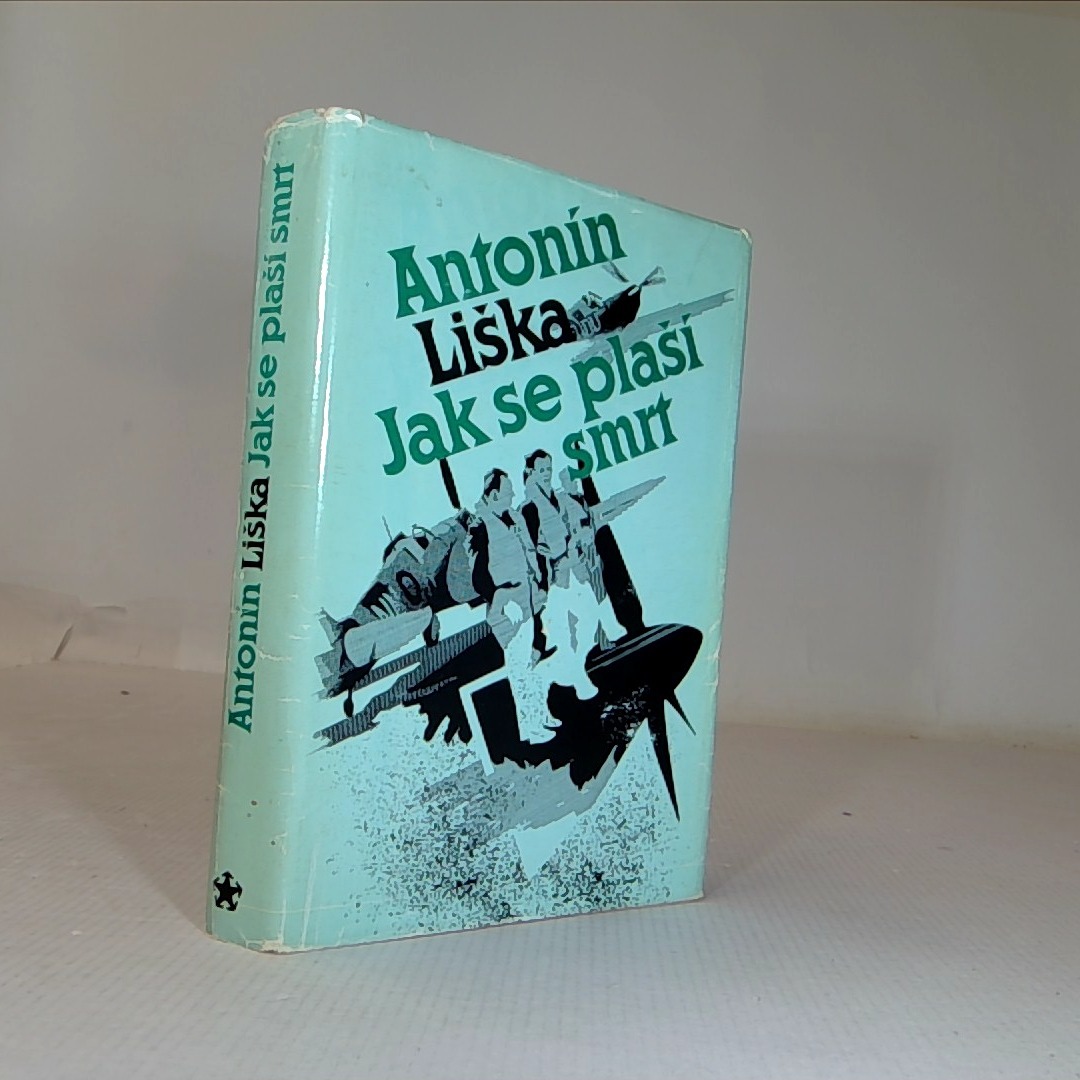 Antonín Liška Jak se plaší smrt
Antonín
Liška
Jak se plaší
smrt